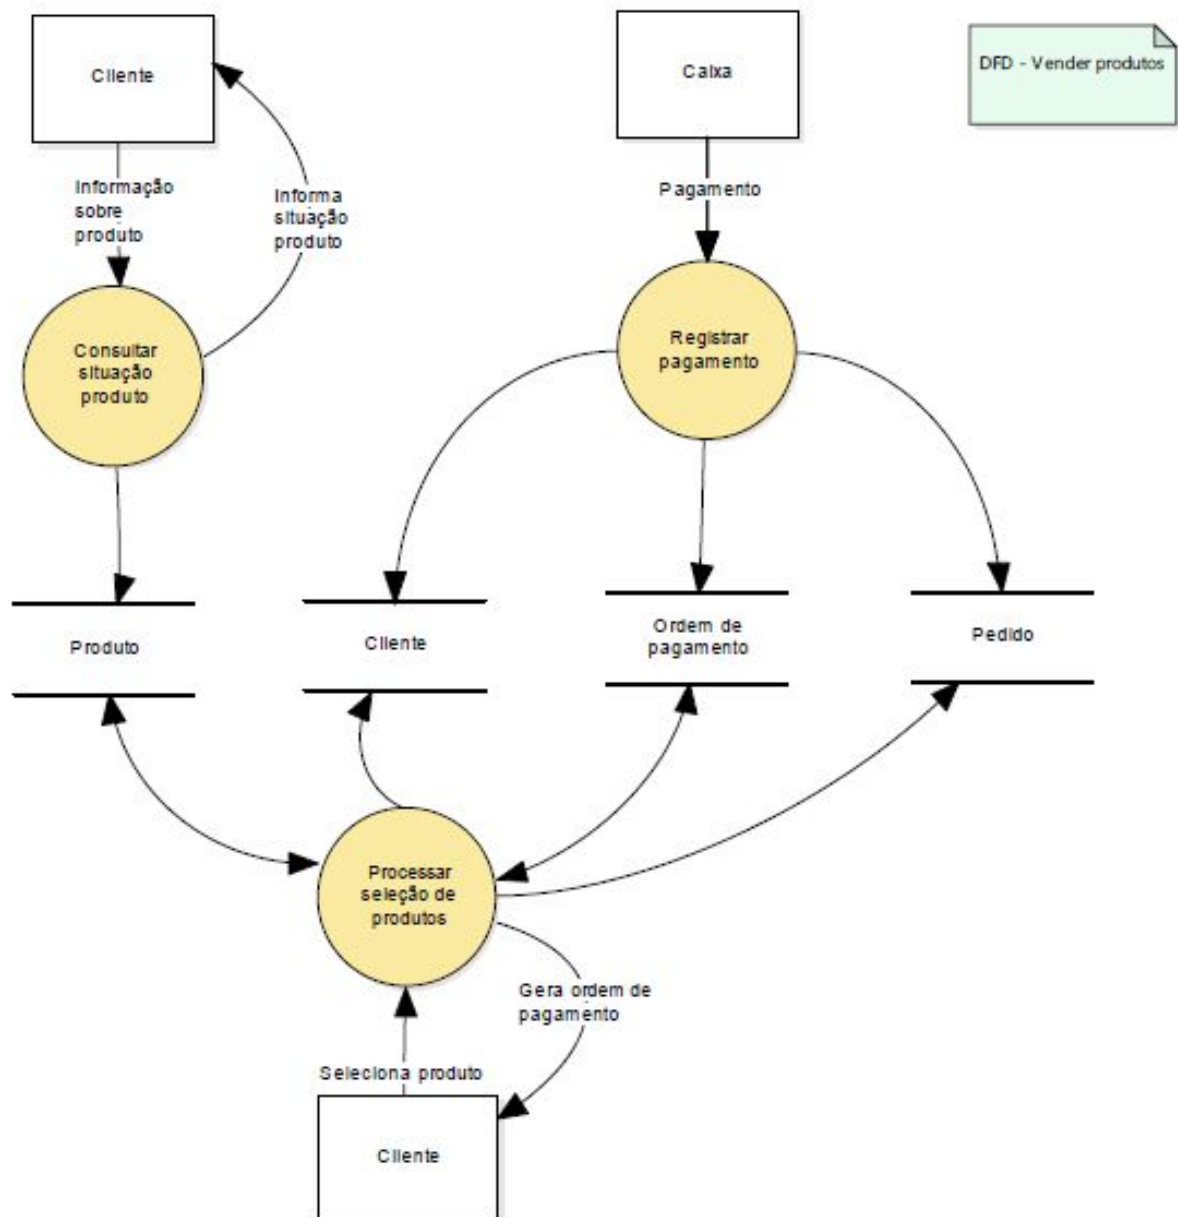 Cliente
Caixa
DFD - Vender produtos
Informação
sobre
produto
Informa
situação
produto
Pagamento
Consultar
situação
produto
Registrar
pagamento
Produto
Cliente
Ordem de
pagamento
Pedido
Processar
seleção de
produtos
Gera ordem de
pagamento
Seleciona produto
Cliente